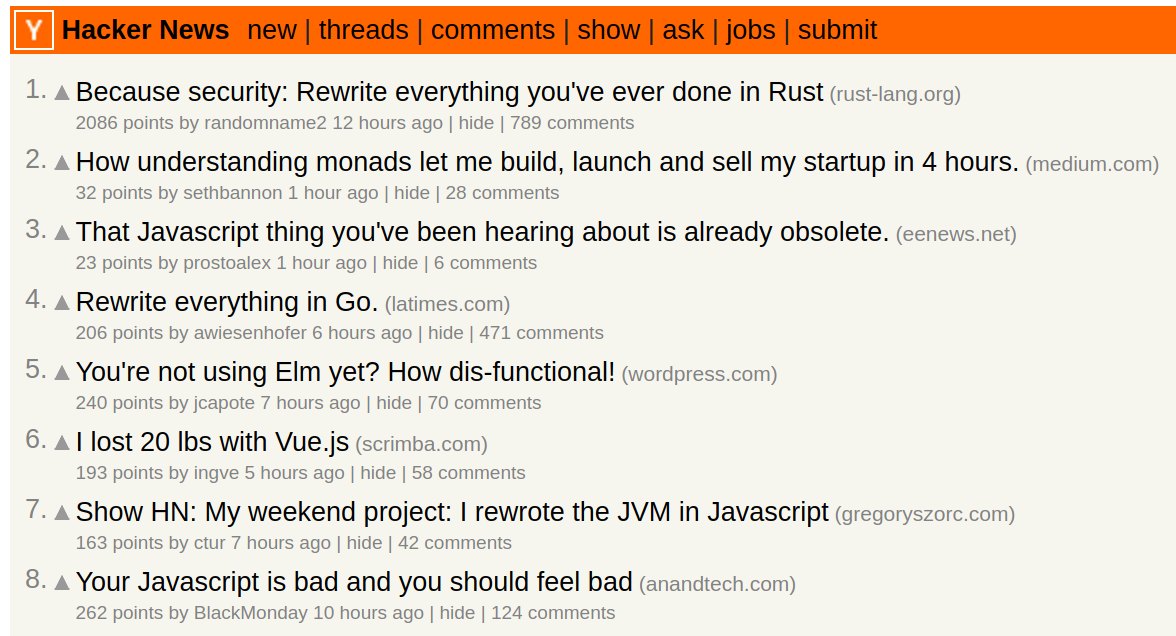 Y Hacker News new | threads | comments | show | ask | jobs | submit
1. ▲ Because security: Rewrite everything you've ever done in Rust (rust-lang.org)
2086 points by randomname2 12 hours ago | hide | 789 comments
2. ▲ How understanding monads let me build, launch and sell my startup in 4 hours. (medium.com)
32 points by sethbannon 1 hour ago | hide | 28 comments
3. ▲ That Javascript thing you've been hearing about is already obsolete. (eenews.net)
23 points by prostoalex 1 hour ago | hide | 6 comments
4. ▲ Rewrite everything in Go. (latimes.com)
206 points by awiesenhofer 6 hours ago | hide | 471 comments
5. ▲ You're not using Elm yet? How dis-functional! (wordpress.com)
240 points by jcapote 7 hours ago | hide | 70 comments
6. ▲ I lost 20 lbs with Vue.js (scrimba.com)
193 points by ingve 5 hours ago | hide | 58 comments
7. ▲ Show HN: My weekend project: I rewrote the JVM in Javascript (gregoryszorc.com)
163 points by ctur 7 hours ago | hide | 42 comments
8. ▲ Your Javascript is bad and you should feel bad (anandtech.com)
262 points by BlackMonday 10 hours ago | hide | 124 comments